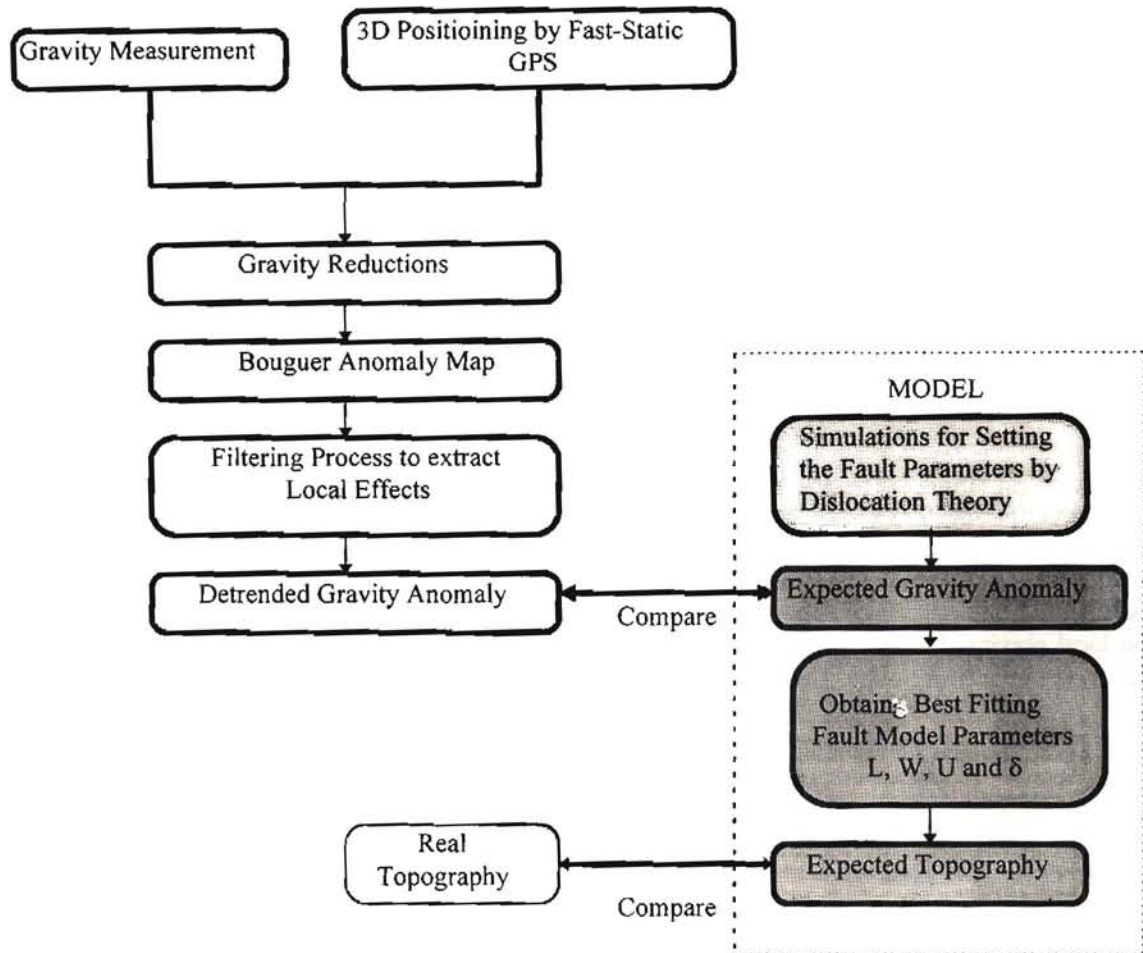 Gravity Measurement
3D Positioining by Fast-Static
GPS
Gravity Reductions
Bouguer Anomaly Map
Filtering Process to extract
Local Effects
Detrended Gravity Anomaly
Compare
MODEL
Simulations for Setting
the Fault Parameters by
Dislocation Theory
Expected Gravity Anomaly
Obtaing Best Fitting
Fault Model Parameters
L, W, U and δ
Expected Topography
Real
Topography
Compare